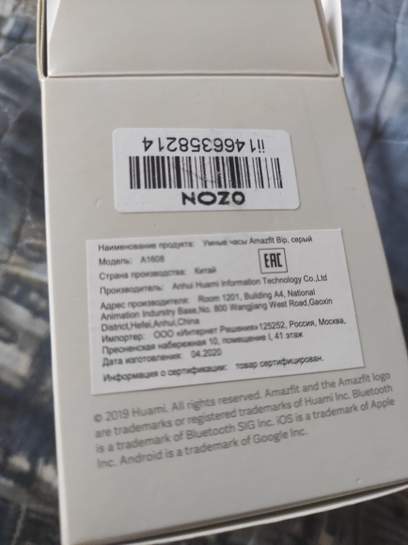 ii1466358214
OZON
Наименование продукта: Умные часы Amazfit Bip, серый
Модель: A1608
Страна производства: Китай
EAC
Производитель: Anhui Huami Information Technology Co.,Ltd
Адрес производителя: Room 1201, Building A4, National
Animation Indursity Base,No. 800 Wangjiang West Road,Gaoxin
District,Hefei,Anhui,China
Импортер: ООО «Интернет Решения»125252, Россия, Москва,
Пресненская набережная 10, помещение I, 41 этаж
Дата изготовления: 04.2020
Информация о сертификации: товар сертифицирован.
© 2019 Huami. All rights reserved. Amazfit and the Amazfit logo
are trademarks or registered trademarks of Huami Inc. Bluetooth
is a trademark of Bluetooth SIG Inc. iOS is a trademark of Apple
Inc. Android is a trademark of Google Inc.